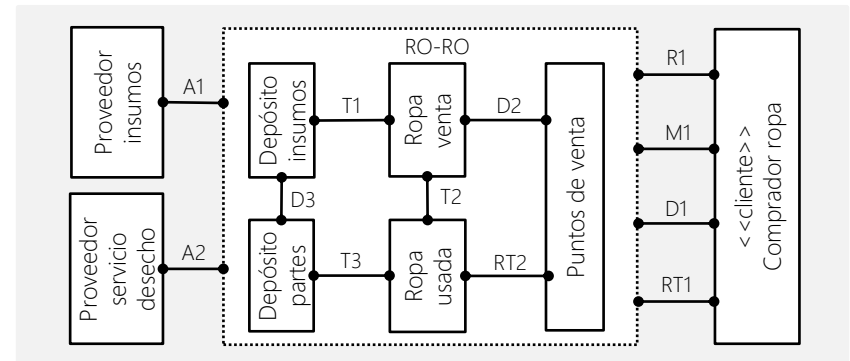 RO-RO
Proveedor
insumos
A1
Depósito
insumos
T1
Ropa
venta
D2
Puntos de venta
R1
M1
D1
RT1
<<cliente>>
Comprador ropa
D3
T2
Proveedor
servicio
desecho
A2
Depósito
partes
T3
Ropa
usada
RT2